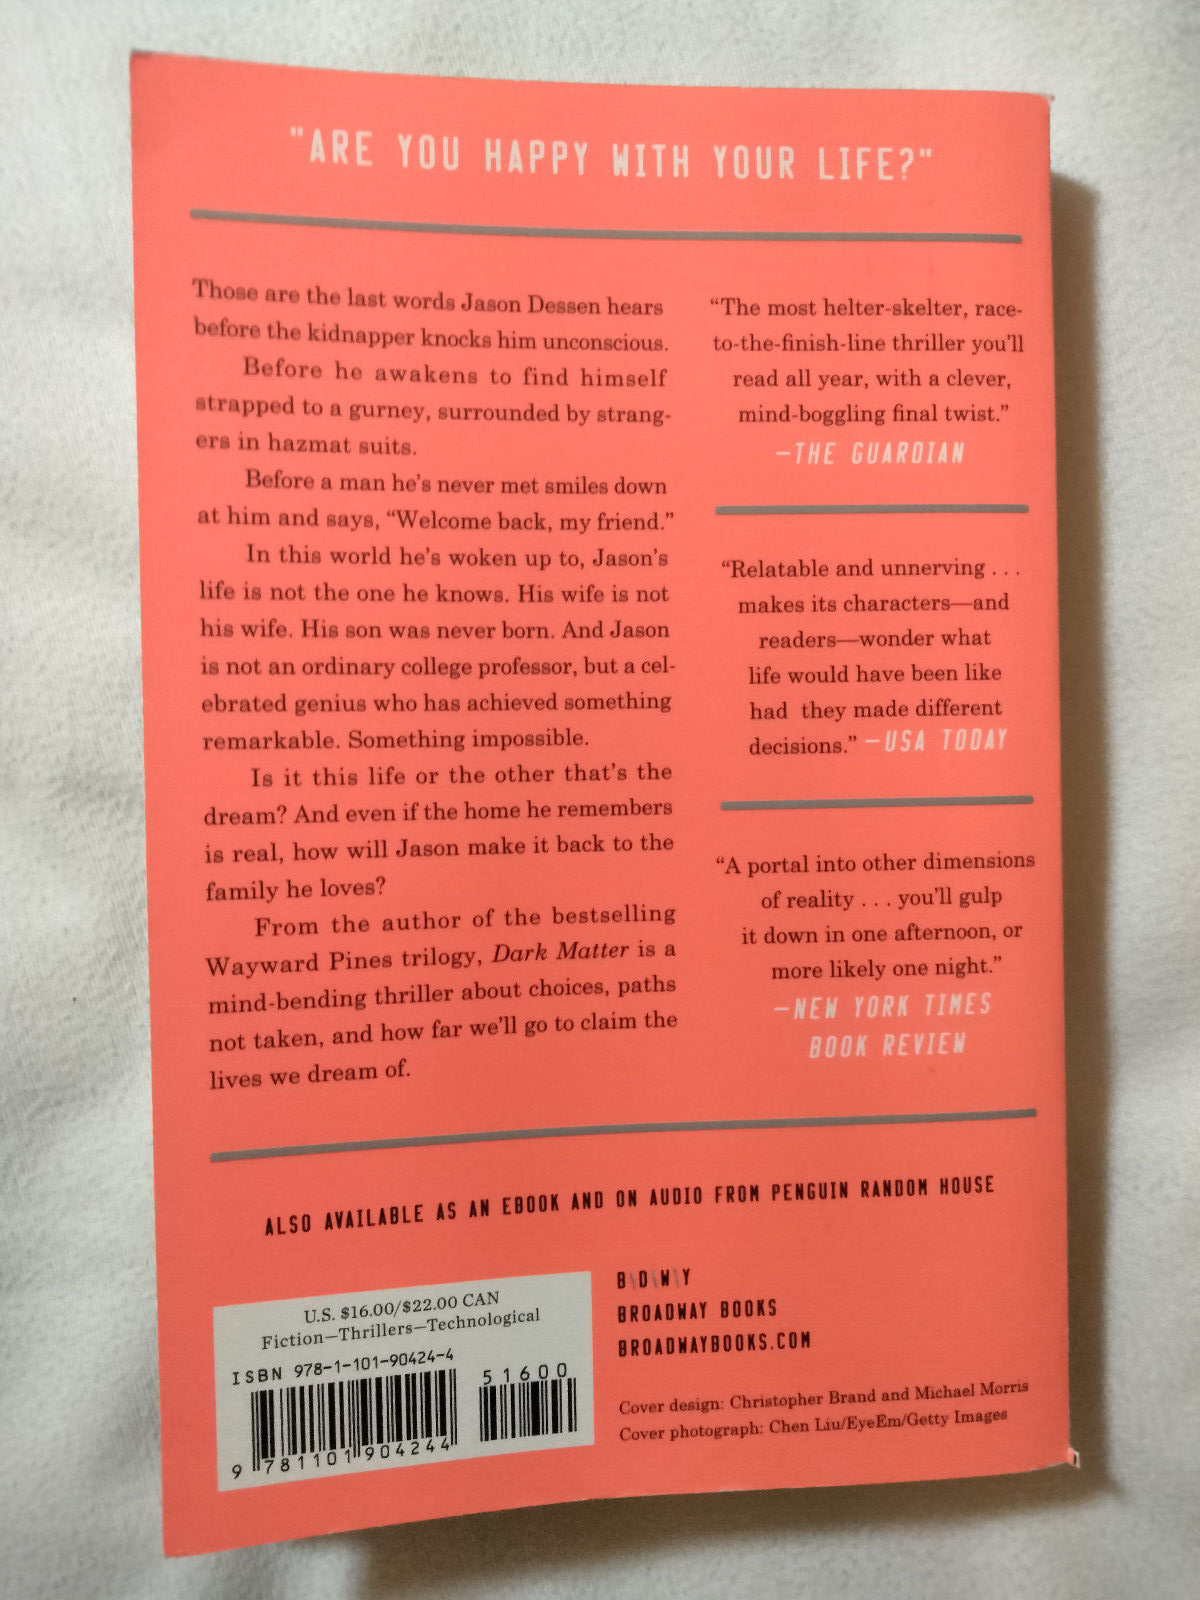 "ARE YOU HAPPY WITH YOUR LIFE?"
Those are the last words Jason Dessen hears
before the kidnapper knocks him unconscious.
Before he awakens to find himself
strapped to a gurney, surrounded by strang-
ers in hazmat suits.
Before a man he's never met smiles down
at him and says, “Welcome back, my friend.”
In this world he's woken up to, Jason's
life is not the one he knows. His wife is not
his wife. His son was never born. And Jason
is not an ordinary college professor, but a cel-
ebrated genius who has achieved something
remarkable. Something impossible.
Is it this life or the other that's the
dream? And even if the home he remembers
is real, how will Jason make it back to the
family he loves?
From the author of the bestselling
Wayward Pines trilogy, Dark Matter is a
mind-bending thriller about choices, paths
not taken, and how far we'll go to claim the
lives we dream of.
“The most helter-skelter, race-
to-the-finish-line thriller you'll
read all year, with a clever,
mind-boggling final twist.”
—THE GUARDIAN
“Relatable and unnerving . . .
makes its characters—and
readers—wonder what
life would have been like
had they made different
decisions.” —USA TODAY
“A portal into other dimensions
of reality . . . you'll gulp
it down in one afternoon, or
more likely one night.”
—NEW YORK TIMES
BOOK REVIEW
ALSO AVAILABLE AS AN EBOOK AND ON AUDIO FROM PENGUIN RANDOM HOUSE
U.S. $16.00/$22.00 CAN
Fiction—Thrillers—Technological
ISBN 978-1-101-90424-4
51600
9 781101 904244
B\D\W\Y
BROADWAY BOOKS
BROADWAYBOOKS.COM
Cover design: Christopher Brand and Michael Morris
Cover photograph: Chen Liu/EyeEm/Getty Images